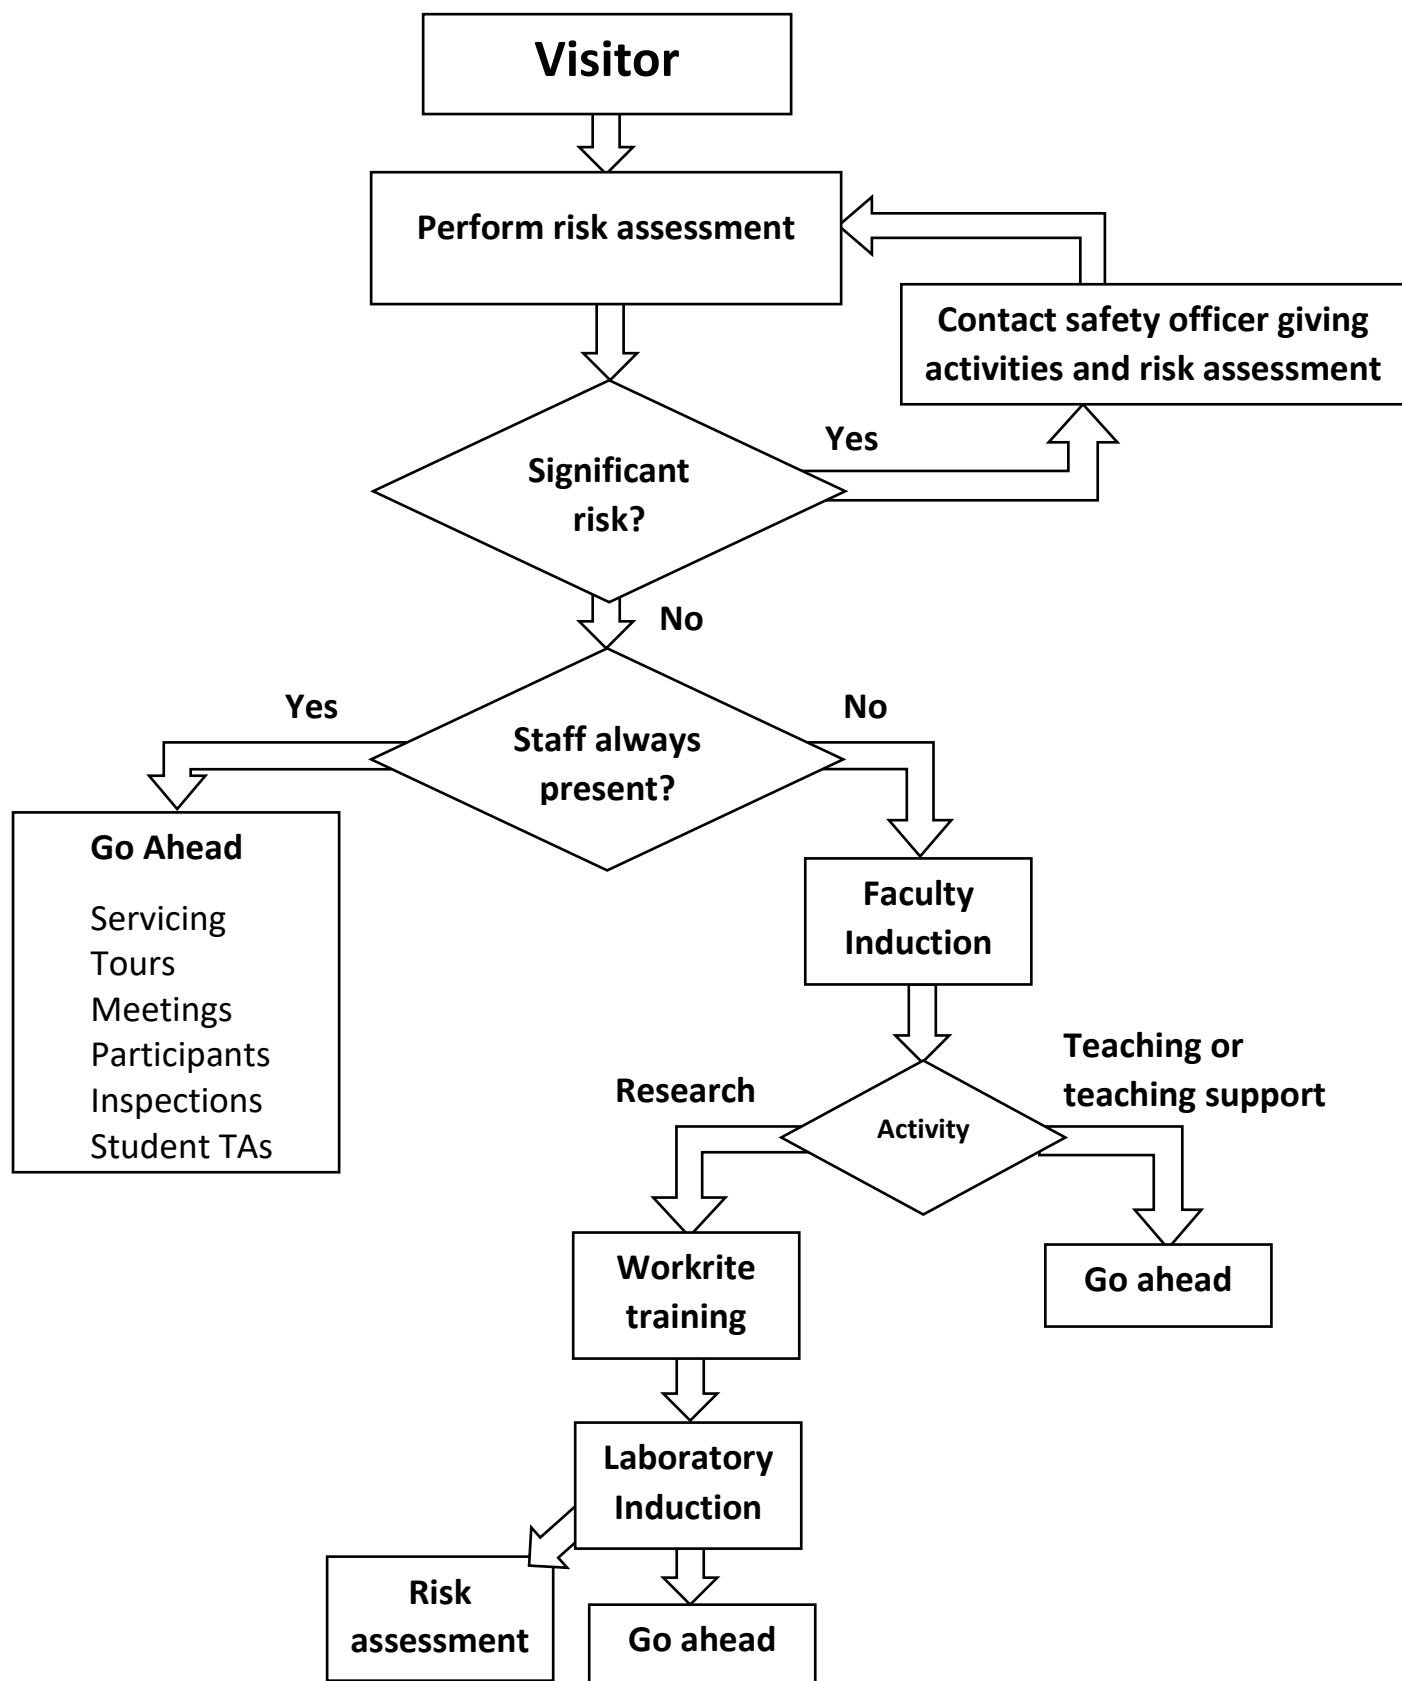 Visitor
Perform risk assessment
Contact safety officer giving
activities and risk assessment
Yes
Significant
risk?
No
Yes
No
Staff always
present?
Go Ahead
Servicing
Tours
Meetings
Participants
Inspections
Student TAs
Faculty
Induction
Teaching or
teaching support
Research
Activity
Workrite
training
Go ahead
Laboratory
Induction
Risk
assessment
Go ahead